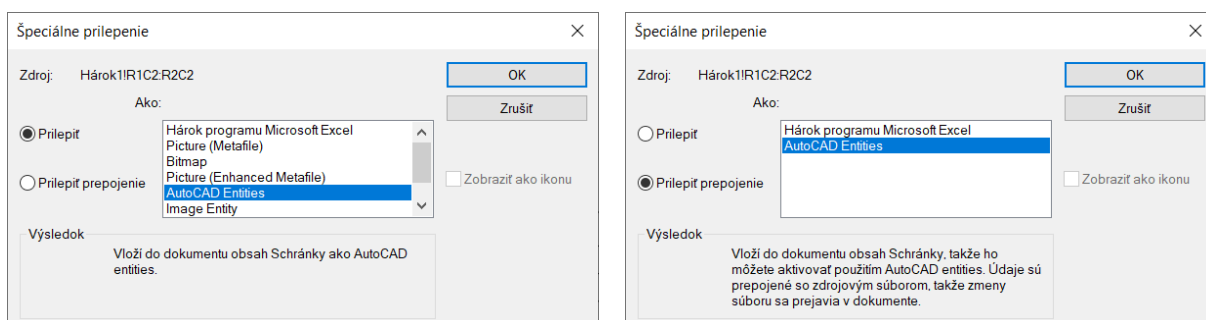 Špeciálne prilepenie
Zdroj: Hárok1!R1C2:R2C2
OK
Ako:
Zrušiť
Prilepiť
Hárok programu Microsoft Excel
Picture (Metafile)
Bitmap
Prilepiť prepojenie
Picture (Enhanced Metafile)
AutoCAD Entities
Image Entity
Zobraziť ako ikonu
Výsledok
Vloží do dokumentu obsah Schránky ako AutoCAD
entities.
Špeciálne prilepenie
Zdroj: Hárok1!R1C2:R2C2
OK
Ako:
Zrušiť
Prilepiť
Hárok programu Microsoft Excel
AutoCAD Entities
Prilepiť prepojenie
Zobraziť ako ikonu
Výsledok
Vloží do dokumentu obsah Schránky, takže ho
môžete aktivovať použitím AutoCAD entities. Údaje sú
prepojené so zdrojovým súborom, takže zmeny
súboru sa prejavia v dokumente.